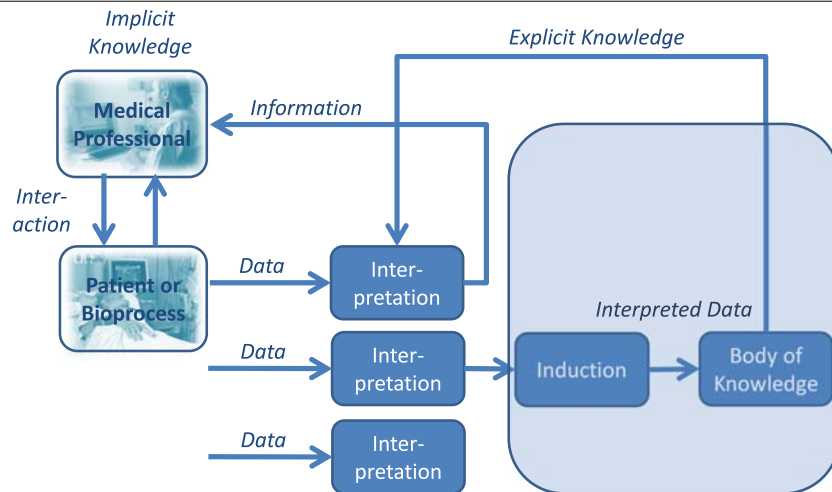 Implicit
Knowledge
Explicit Knowledge
Medical
Professional
Information
Inter-
action
Patient or
Bioprocess
Data
Inter-
pretation
Interpreted Data
Data
Inter-
pretation
Induction
Body of
Knowledge
Data
Inter-
pretation